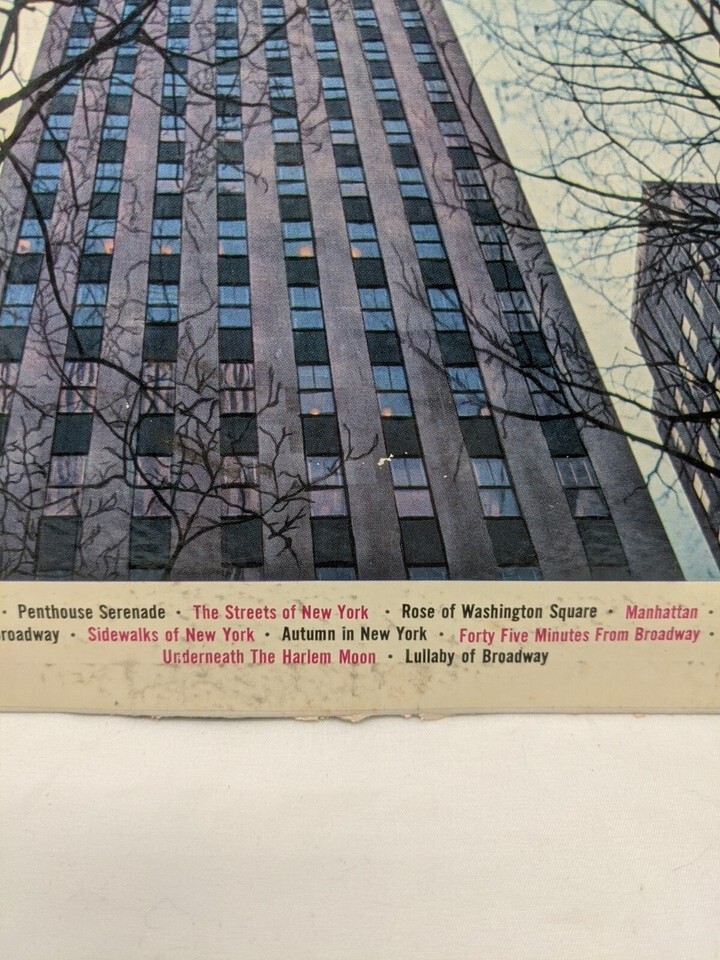 · Penthouse Serenade · The Streets of New York · Rose of Washington Square · Manhattan ·
roadway · Sidewalks of New York · Autumn in New York · Forty Five Minutes From Broadway ·
Underneath The Harlem Moon · Lullaby of Broadway